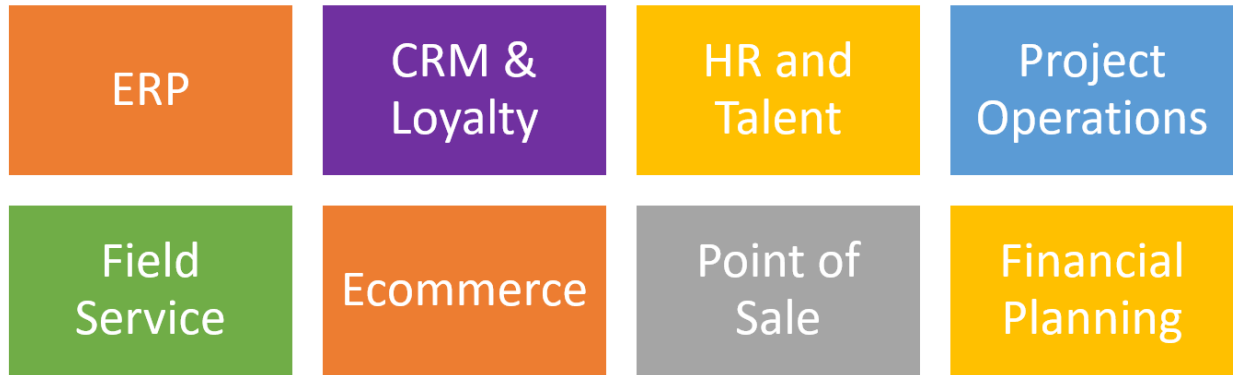 ERP
CRM &
Loyalty
HR and
Talent
Project
Operations
Field
Service
Ecommerce
Point of
Sale
Financial
Planning